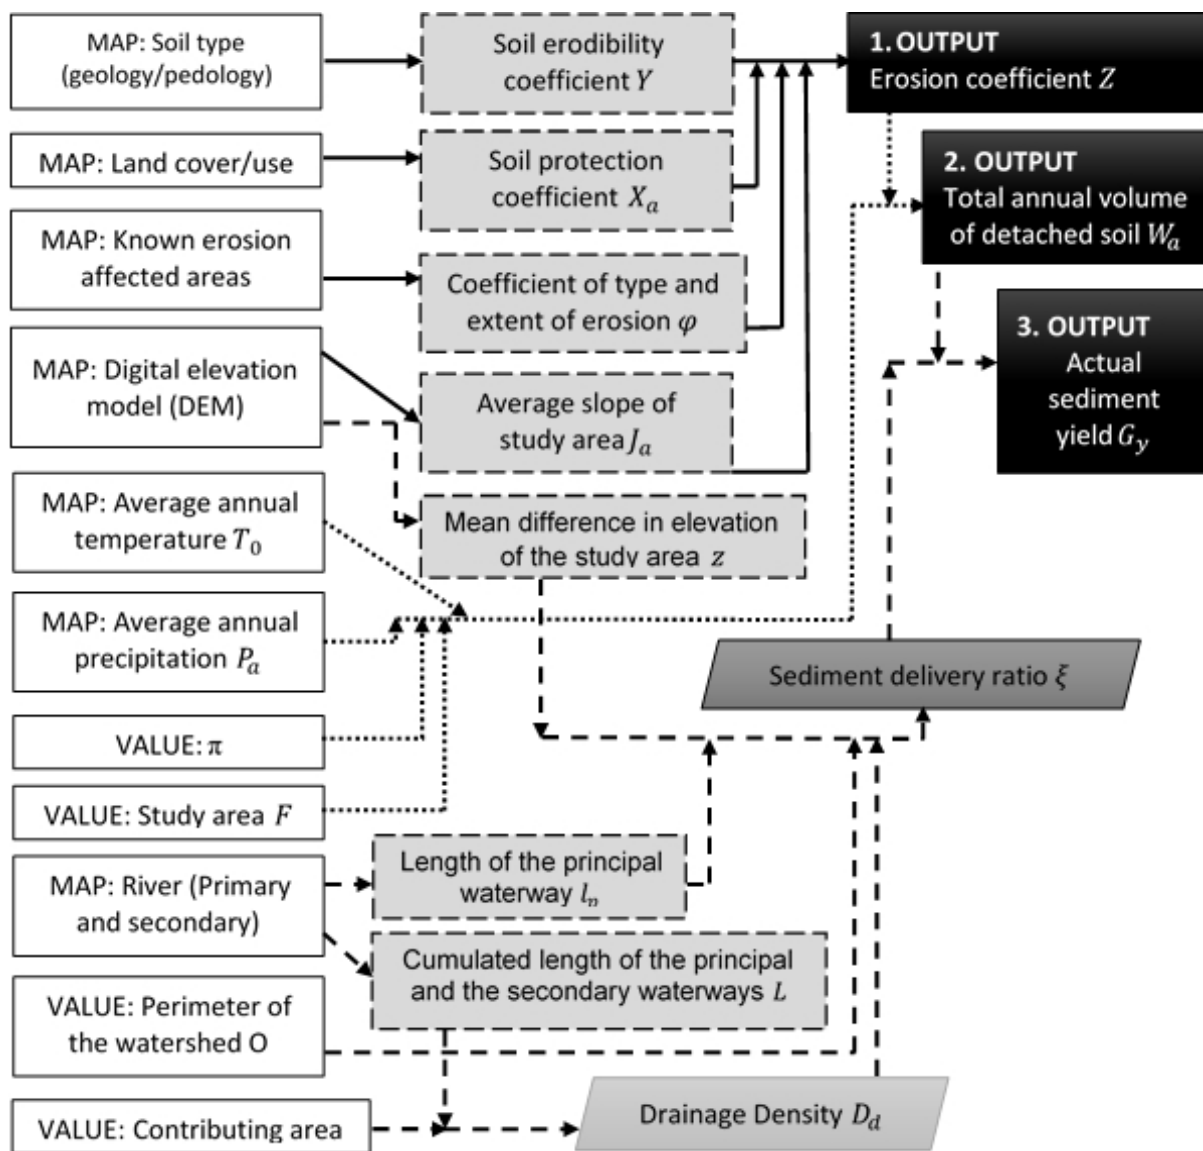 MAP: Soil type
(geology/pedology)
Soil erodibility
coefficient Y
1. OUTPUT
Erosion coefficient Z
MAP: Land cover/use
Soil protection
coefficient Xₐ
2. OUTPUT
Total annual volume
of detached soil Wₐ
MAP: Known erosion
affected areas
Coefficient of type and
extent of erosion φ
3. OUTPUT
Actual
sediment
yield G_y
MAP: Digital elevation
model (DEM)
Average slope of
study area Jₐ
MAP: Average annual
temperature T₀
Mean difference in elevation
of the study area z
MAP: Average annual
precipitation Pₐ
Sediment delivery ratio ξ
VALUE: π
VALUE: Study area F
MAP: River (Primary
and secondary)
Length of the principal
waterway lₚ
Cumulated length of the principal
and the secondary waterways L
VALUE: Perimeter of
the watershed O
VALUE: Contributing area
Drainage Density D_d